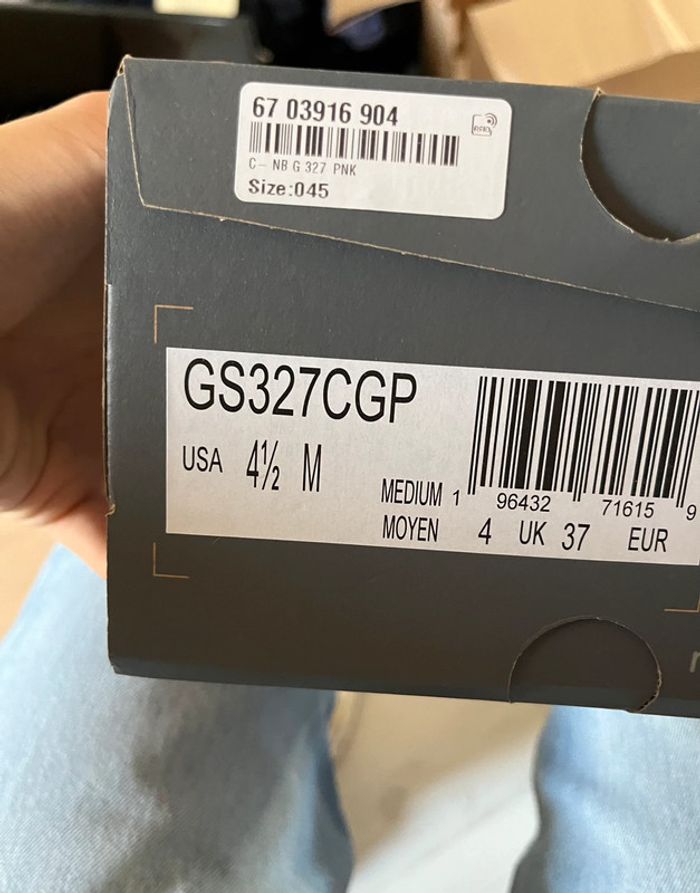 67 03916 904
RFID
C- NB G 327 PNK
Size:045
GS327CGP
USA 4½ M
MEDIUM 1 96432 71615 9
MOYEN 4 UK 37 EUR